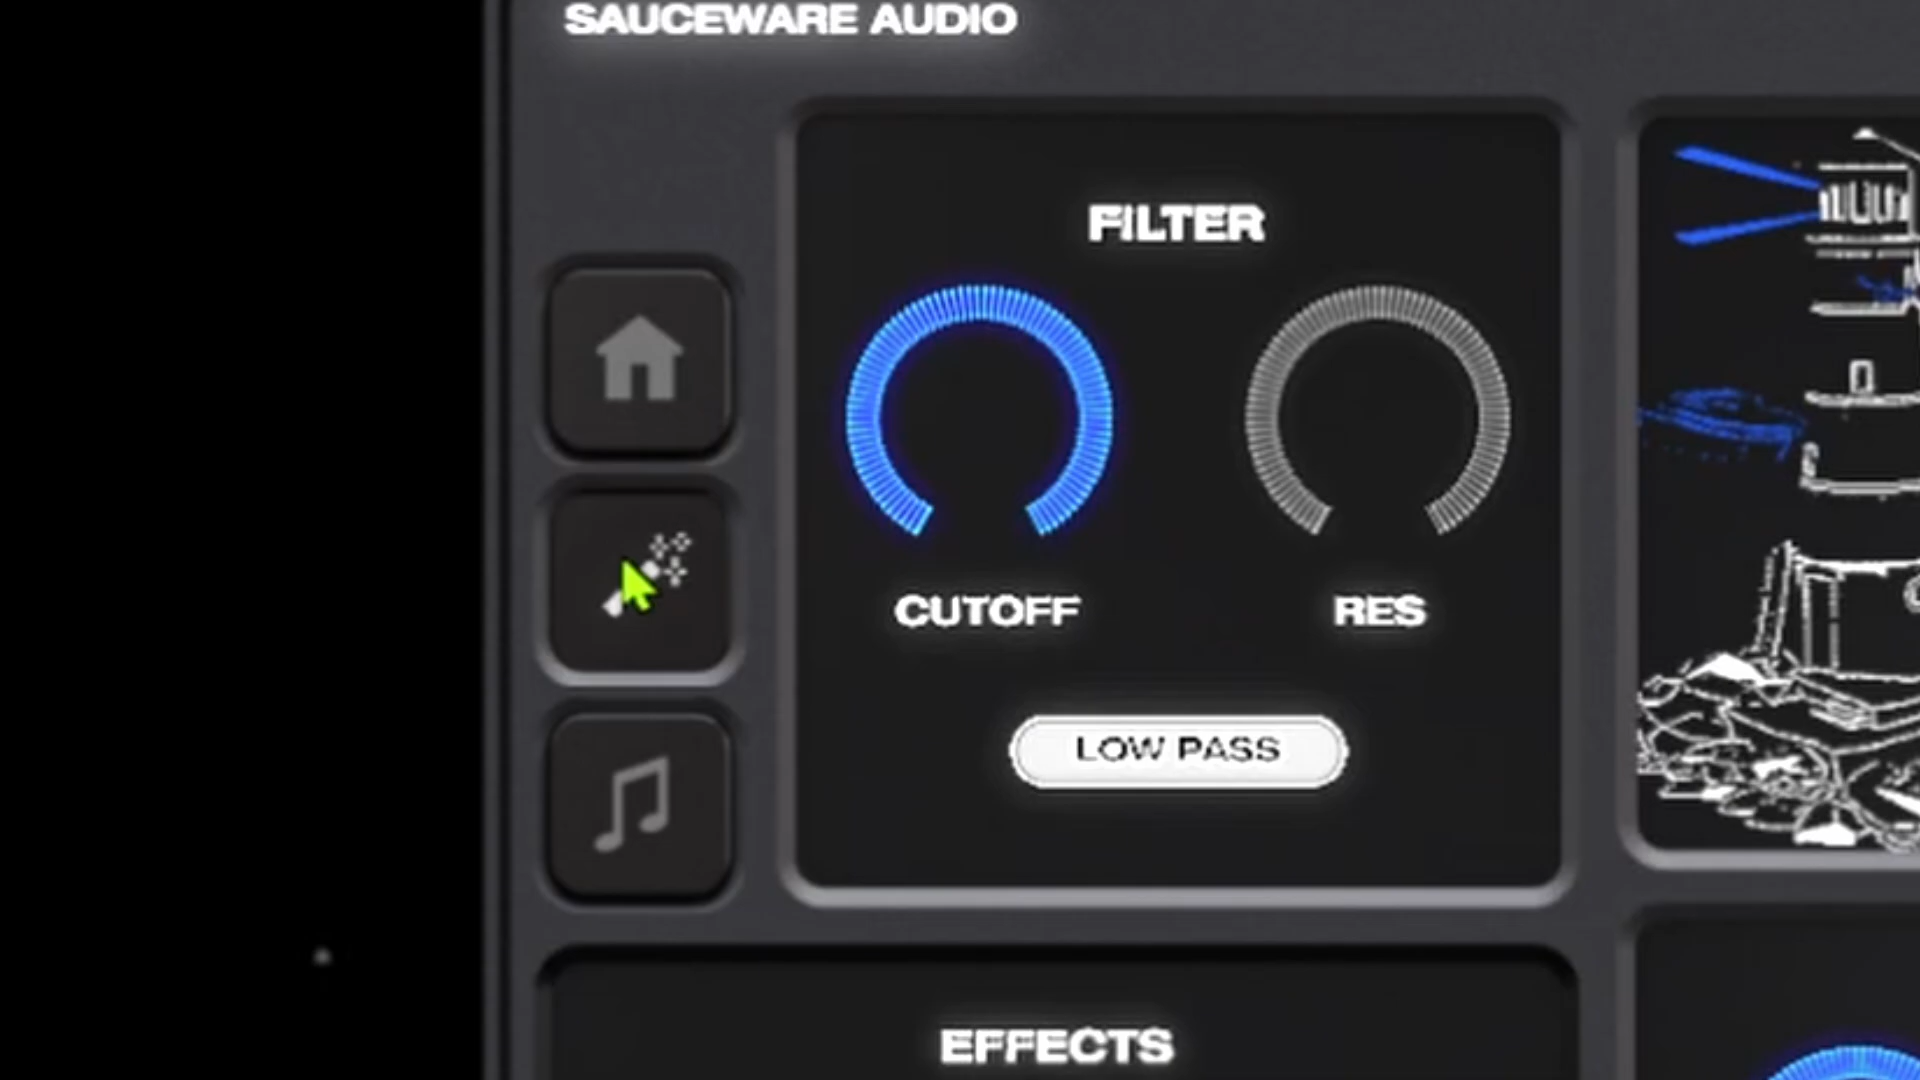 SAUCEWARE AUDIO
FILTER
CUTOFF
RES
LOW PASS
EFFECTS